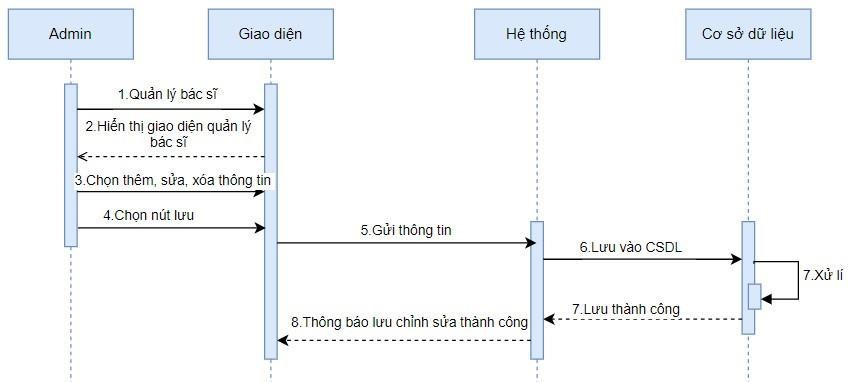 Admin
Giao diện
Hệ thống
Cơ sở dữ liệu
1.Quản lý bác sĩ
2.Hiển thị giao diện quản lý
bác sĩ
3.Chọn thêm, sửa, xóa thông tin
4.Chọn nút lưu
5.Gửi thông tin
6.Lưu vào CSDL
7.Xử lí
7.Lưu thành công
8.Thông báo lưu chỉnh sửa thành công